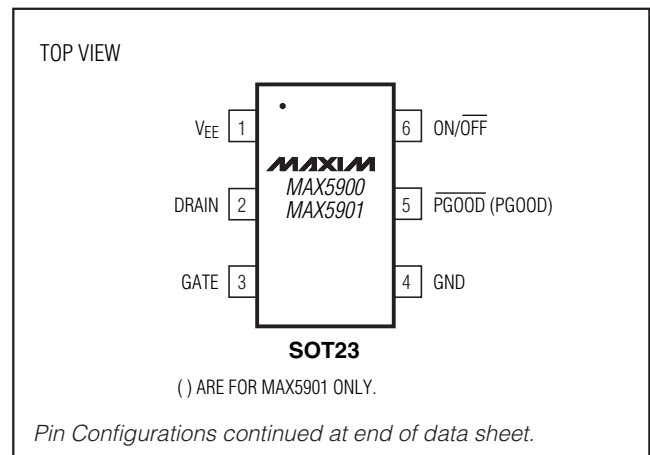 TOP VIEW
VEE 1
6 ON/OFF
MAXIM
MAX5900
MAX5901
DRAIN 2
5 PGOOD (PGOOD)
GATE 3
4 GND
SOT23
( ) ARE FOR MAX5901 ONLY.
Pin Configurations continued at end of data sheet.